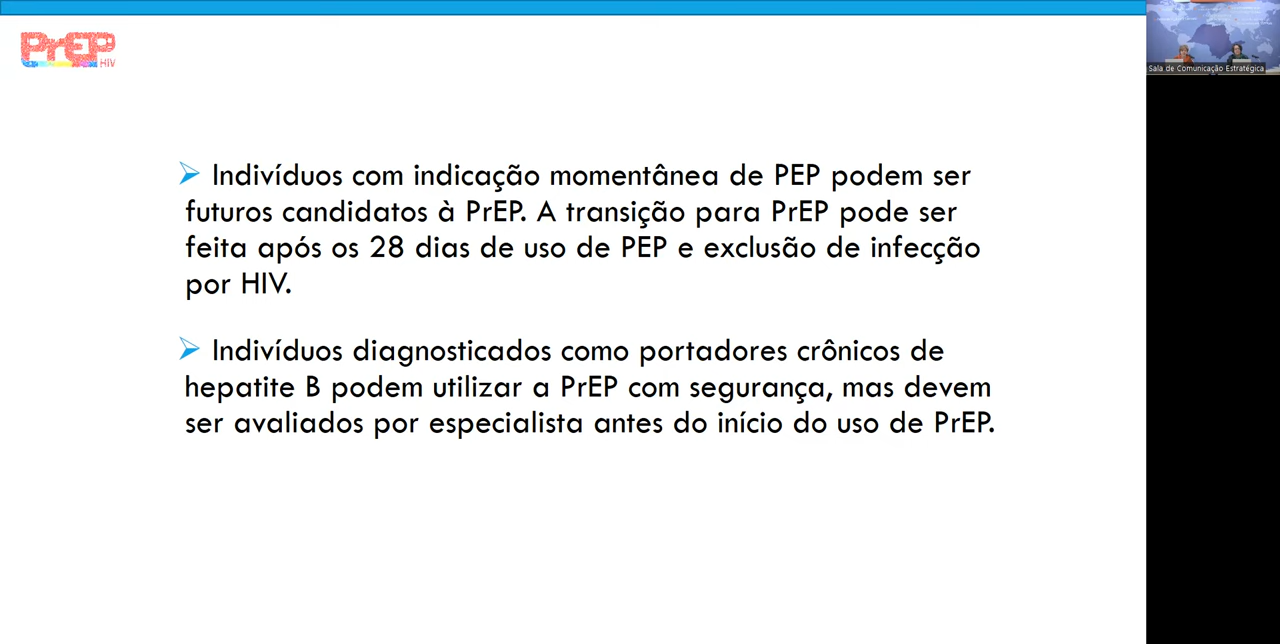 PrEP
HIV
Sala de Comunicação Estratégica
Indivíduos com indicação momentânea de PEP podem ser
futuros candidatos à PrEP. A transição para PrEP pode ser
feita após os 28 dias de uso de PEP e exclusão de infecção
por HIV.
Indivíduos diagnosticados como portadores crônicos de
hepatite B podem utilizar a PrEP com segurança, mas devem
ser avaliados por especialista antes do início do uso de PrEP.